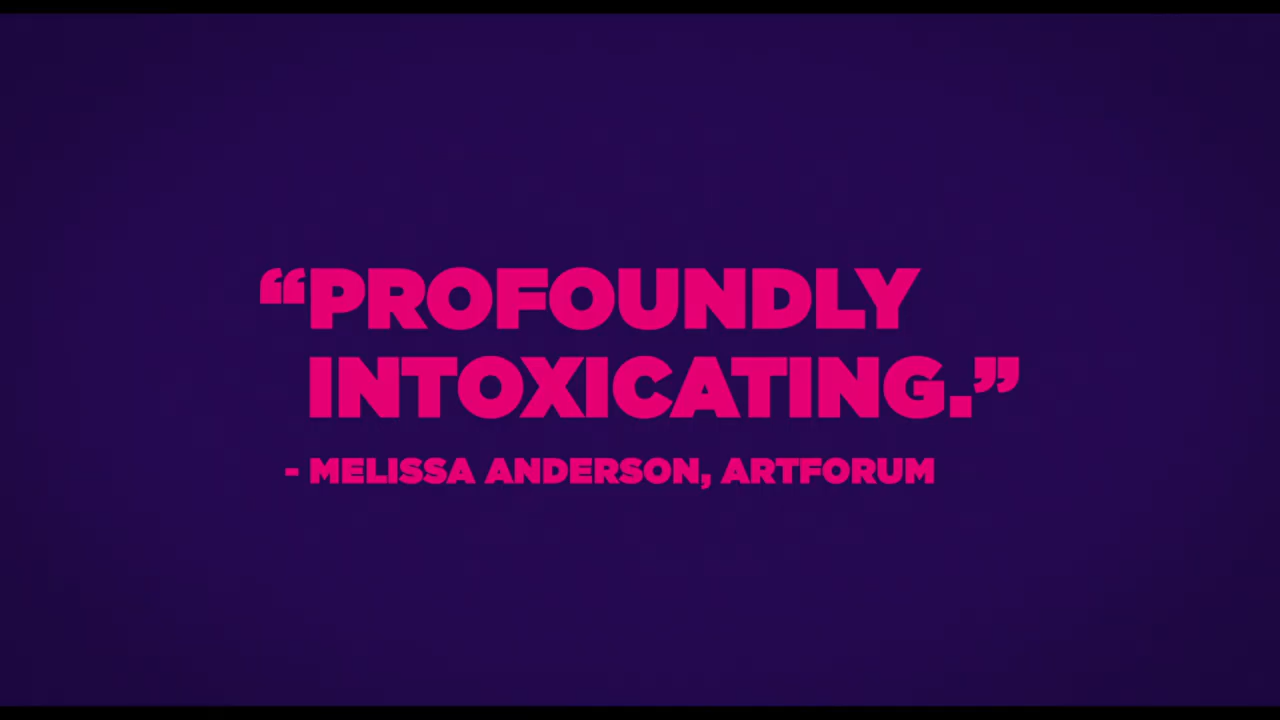 “PROFOUNDLY
INTOXICATING.”
- MELISSA ANDERSON, ARTFORUM